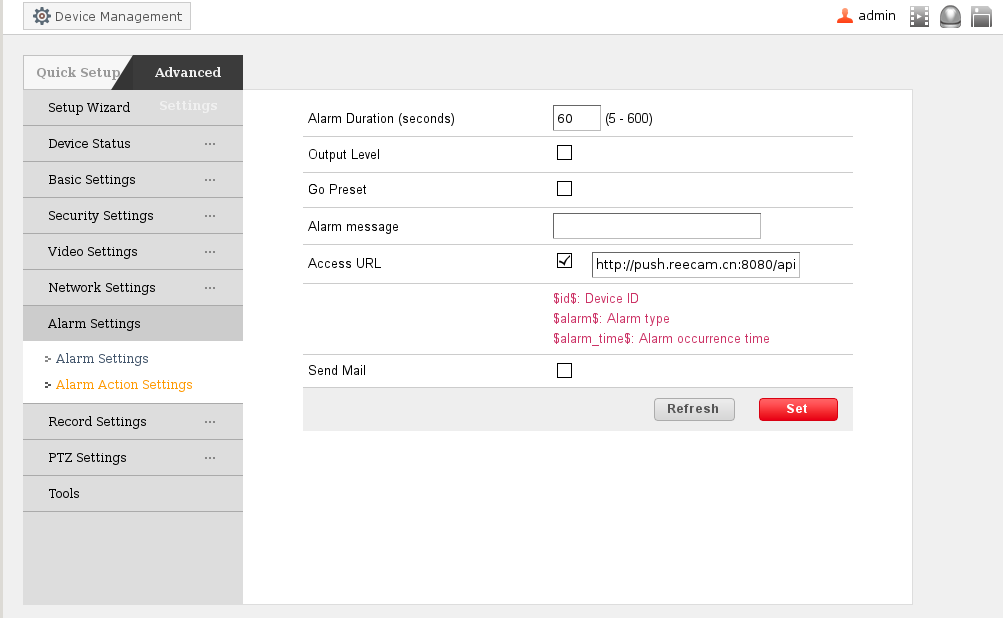 Device Management
admin
Quick Setup
Advanced Settings
Setup Wizard
Device Status ...
Basic Settings ...
Security Settings ...
Video Settings ...
Network Settings ...
Alarm Settings
> Alarm Settings
> Alarm Action Settings
Record Settings ...
PTZ Settings ...
Tools
Alarm Duration (seconds) 60 (5 - 600)
Output Level
Go Preset
Alarm message
Access URL http://push.reecam.cn:8080/api
$id$: Device ID
$alarm$: Alarm type
$alarm_time$: Alarm occurrence time
Send Mail
Refresh Set